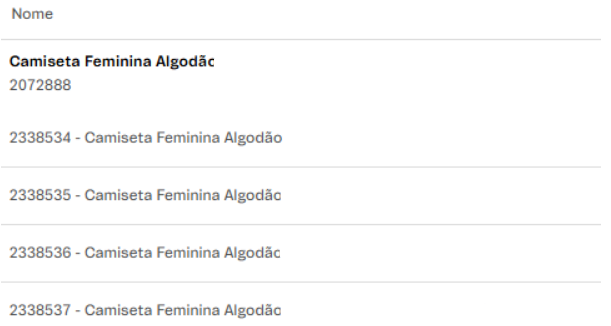 Nome
Camiseta Feminina Algodão
2072888
2338534 - Camiseta Feminina Algodão
2338535 - Camiseta Feminina Algodão
2338536 - Camiseta Feminina Algodão
2338537 - Camiseta Feminina Algodão